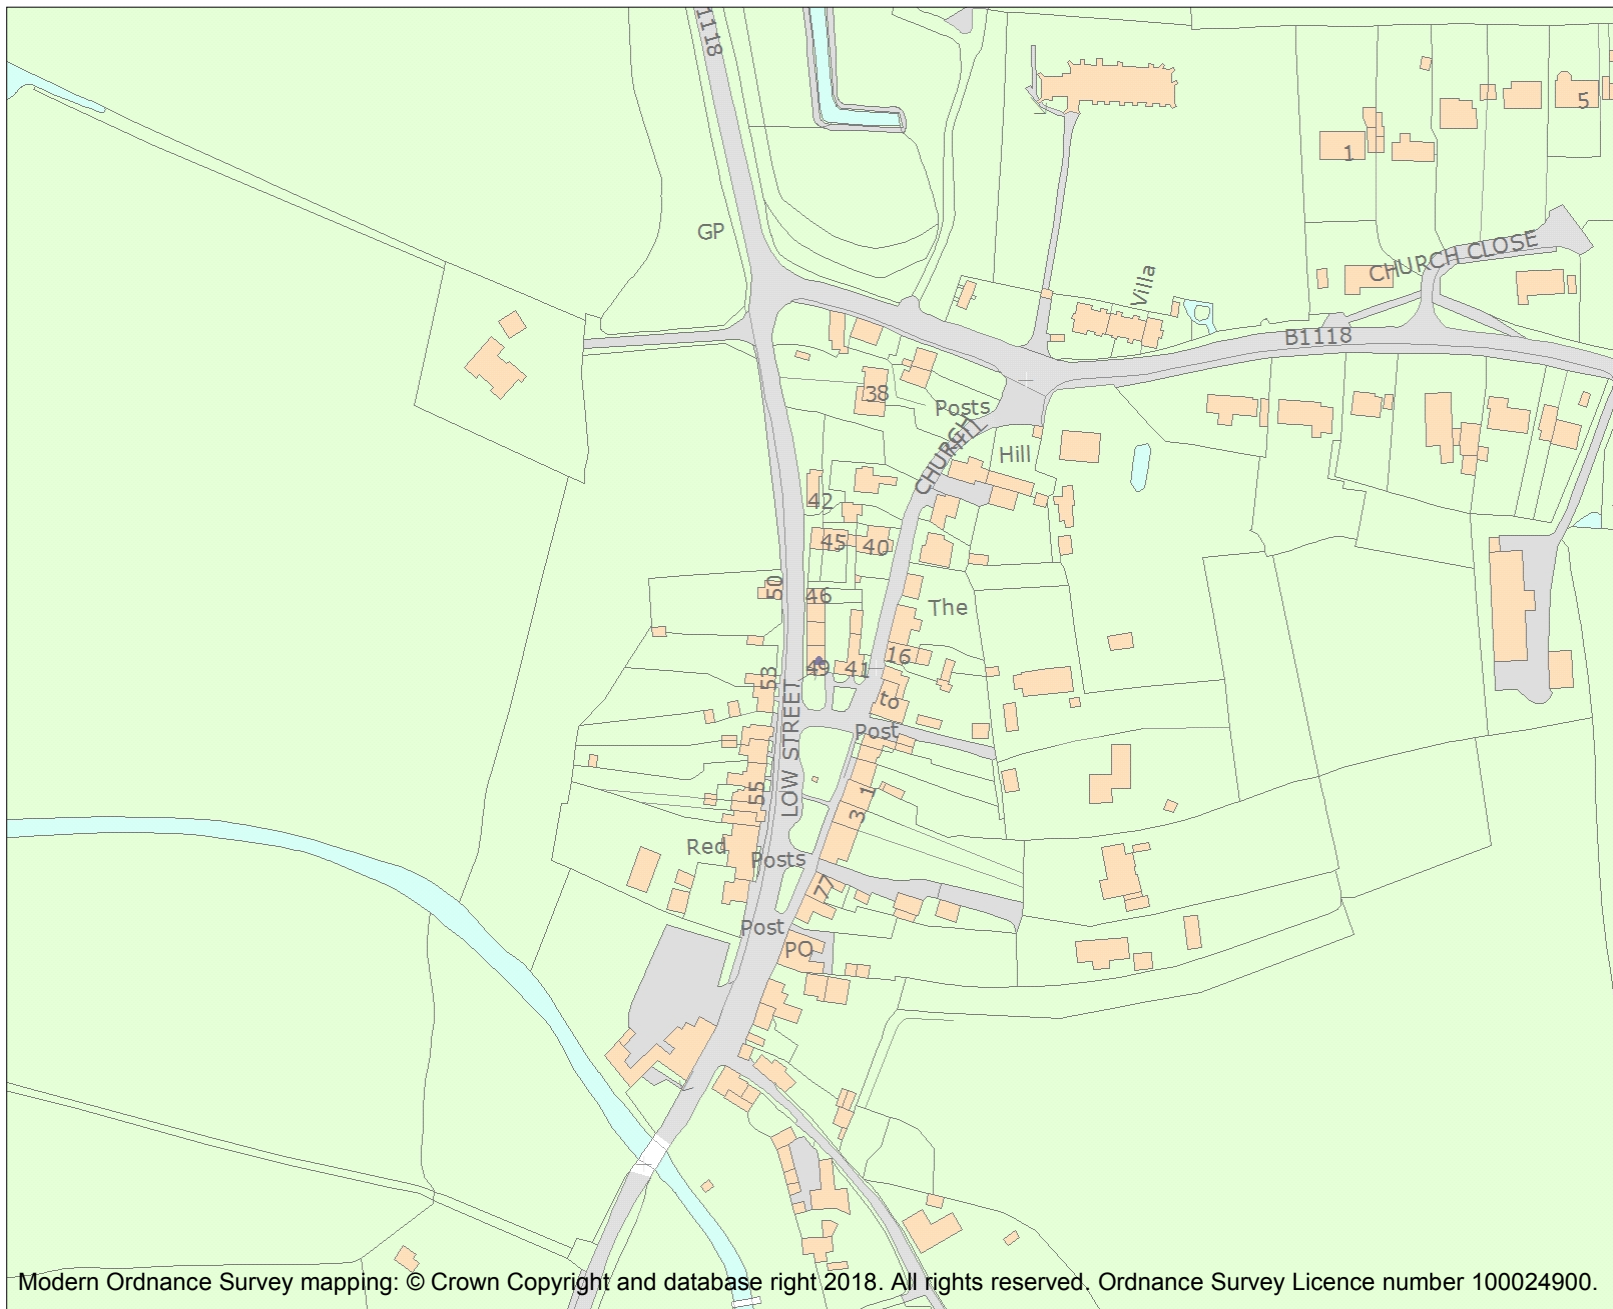 1118
5
1
GP
CHURCH CLOSE
Villa
B1118
38
Posts
CHURCH
HILL
Hill
42
45
40
50
46
The
16
49
41
53
to
LOW STREET
Post
55
1
3
Red
Posts
77
Post
PO
Modern Ordnance Survey mapping: © Crown Copyright and database right 2018. All rights reserved. Ordnance Survey Licence number 100024900.